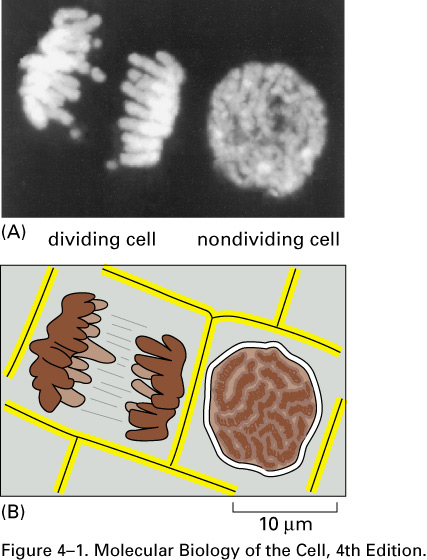 (A)
dividing cell nondividing cell
(B)
10 μm
Figure 4–1. Molecular Biology of the Cell, 4th Edition.